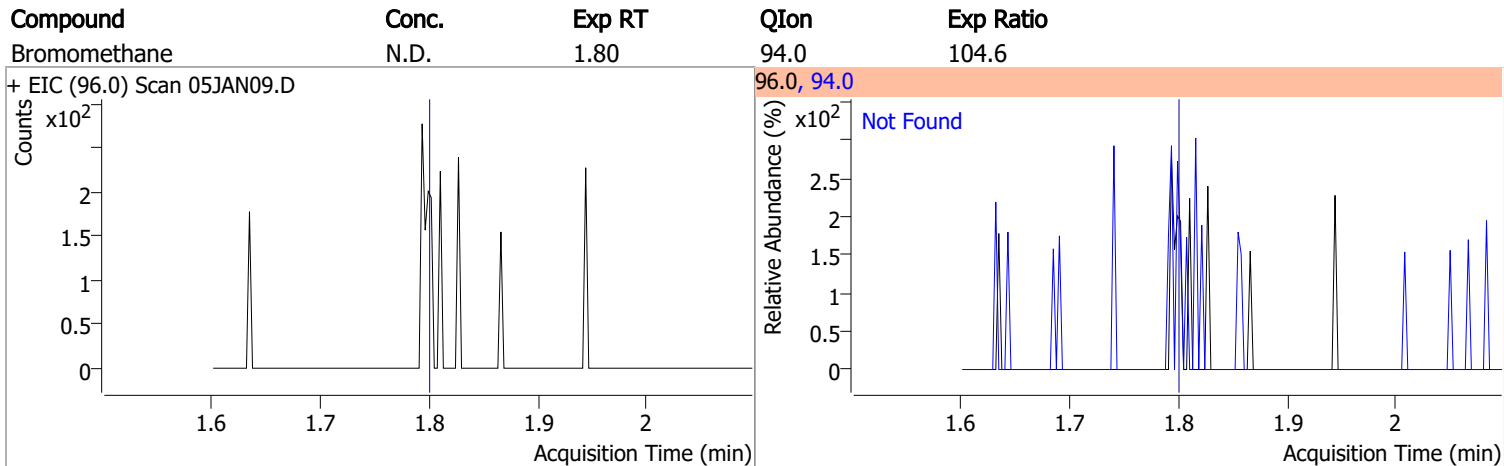 Compound Conc. Exp RT QIon Exp Ratio
Bromomethane N.D. 1.80 94.0 104.6
+ EIC (96.0) Scan 05JAN09.D
Counts
x10²
2
1.5
1
0.5
0
1.6 1.7 1.8 1.9 2
Acquisition Time (min)
96.0, 94.0
Relative Abundance (%)
x10²
Not Found
2.5
2
1.5
1
0.5
0
1.6 1.7 1.8 1.9 2
Acquisition Time (min)